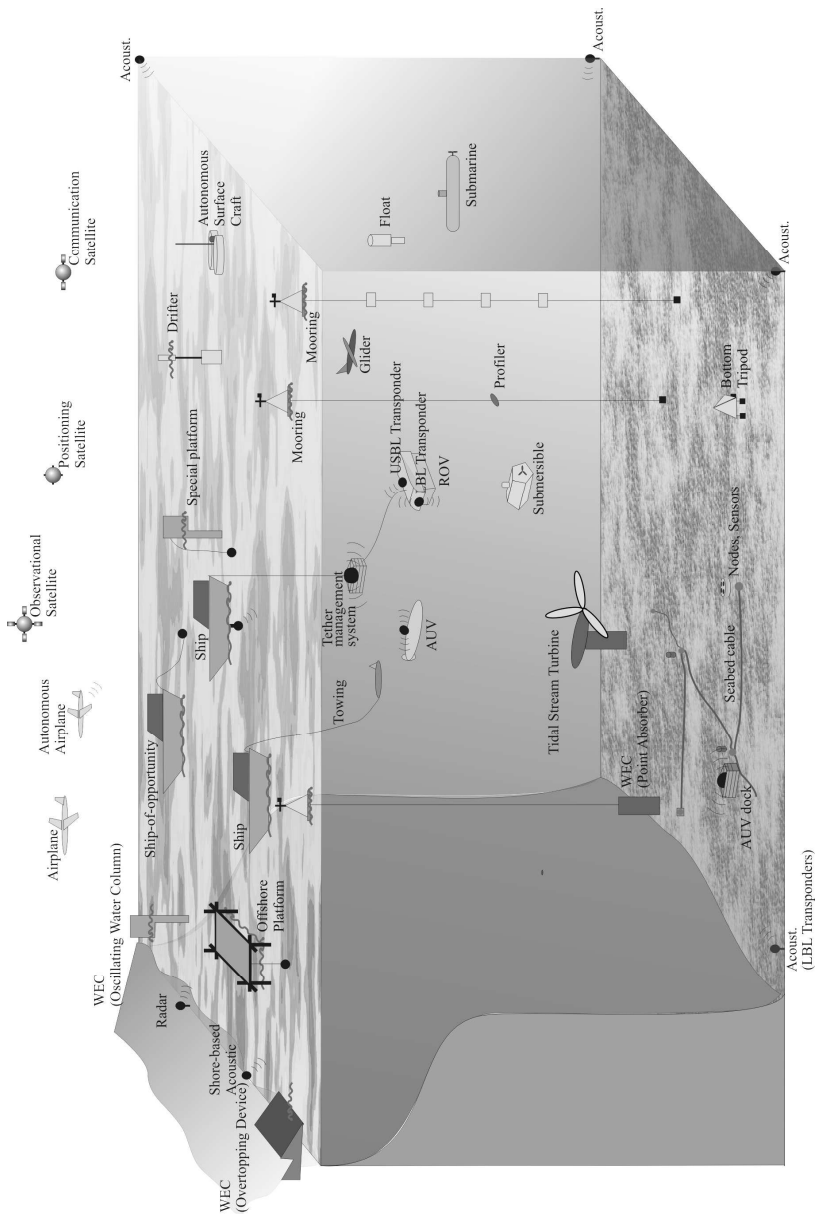 Airplane
Autonomous
Airplane
Observational
Satellite
Positioning
Satellite
Communication
Satellite
WEC
(Oscillating Water Column)
Ship-of-opportunity
Special platform
Drifter
Acoust.
Radar
Ship
Autonomous
Surface
Craft
Shore-based
Acoustic
Offshore
Platform
Ship
WEC
(Overtopping Device)
Mooring
Mooring
Towing
Tether
management
system
USBL Transponder
LBL Transponder
ROV
Glider
Float
AUV
Profiler
Submarine
Submersible
Tidal Stream Turbine
Acoust.
WEC
(Point Absorber)
Seabed cable
Nodes, Sensors
Bottom
Tripod
AUV dock
Acoust.
(LBL Transponders)
Acoust.